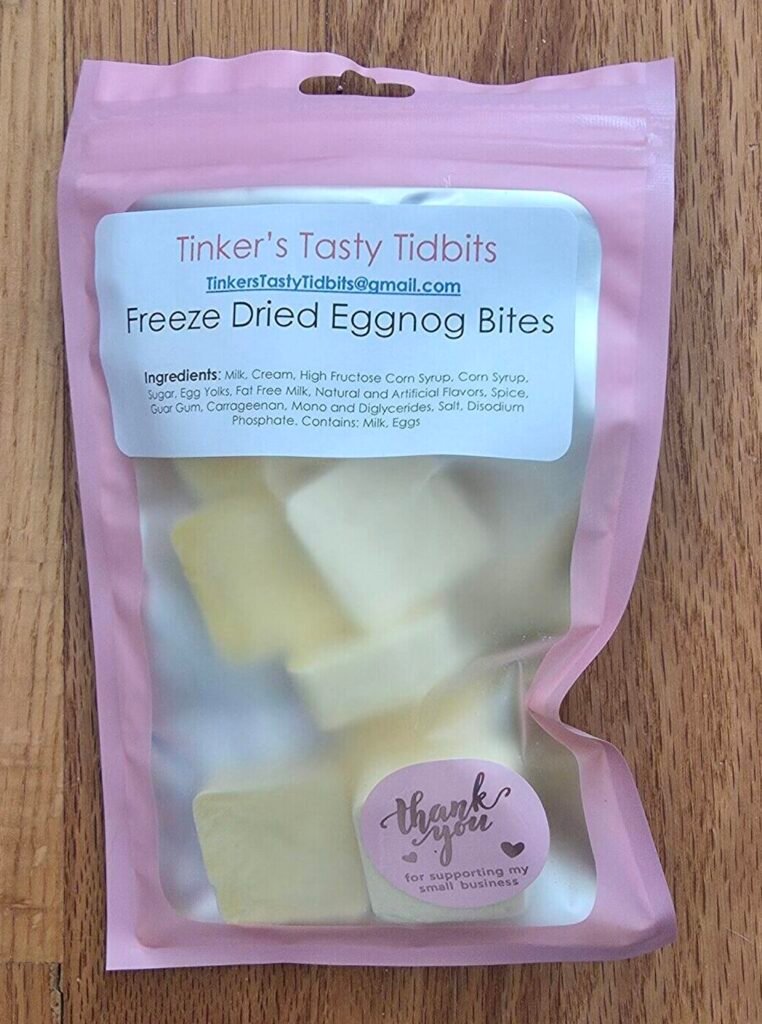 Tinker's Tasty Tidbits
TinkersTastyTidbits@gmail.com
Freeze Dried Eggnog Bites
Ingredients: Milk, Cream, High Fructose Corn Syrup, Corn Syrup,
Sugar, Egg Yolks, Fat Free Milk, Natural and Artificial Flavors, Spice,
Guar Gum, Carrageenan, Mono and Diglycerides, Salt, Disodium
Phosphate. Contains: Milk, Eggs
thank
you
for supporting my
small business